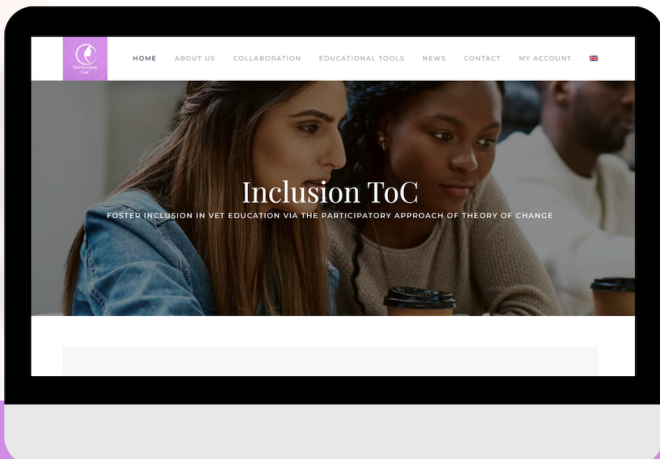 HOME ABOUT US COLLABORATION EDUCATIONAL TOOLS NEWS CONTACT MY ACCOUNT
Inclusion ToC
FOSTER INCLUSION IN VET EDUCATION VIA THE PARTICIPATORY APPROACH OF THEORY OF CHANGE